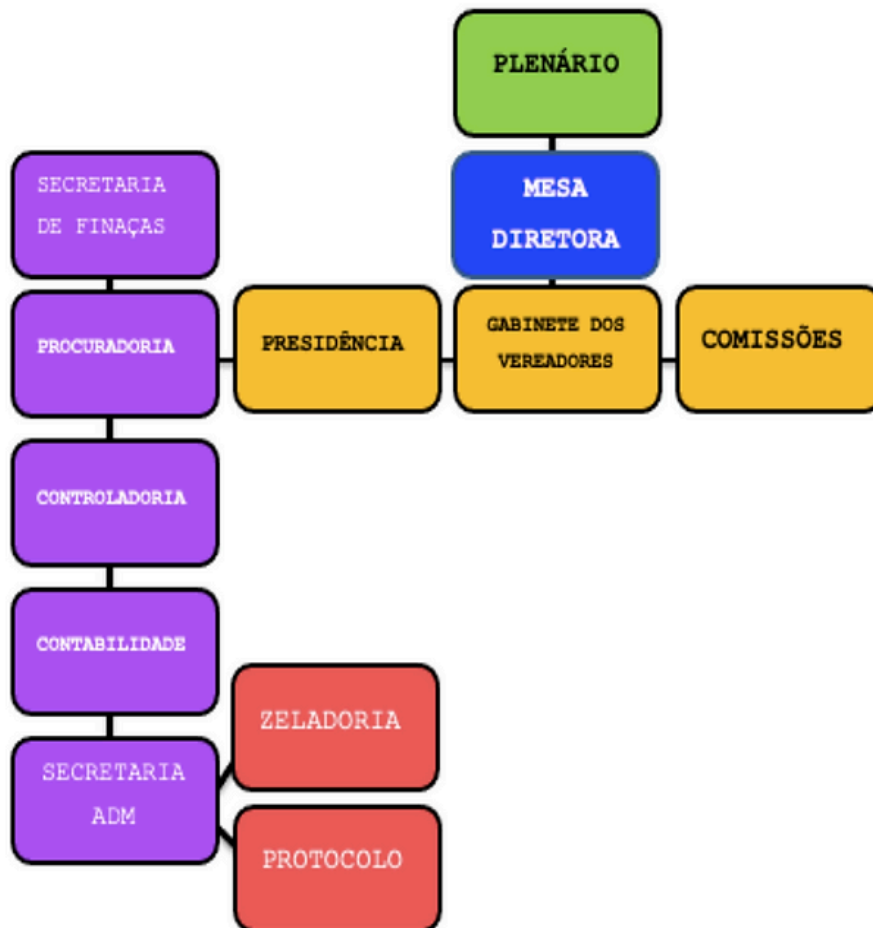 PLENÁRIO
MESA
DIRETORA
SECRETARIA
DE FINAÇAS
PROCURADORIA
PRESIDÊNCIA
GABINETE DOS
VEREADORES
COMISSÕES
CONTROLADORIA
CONTABILIDADE
SECRETARIA
ADM
ZELADORIA
PROTOCOLO